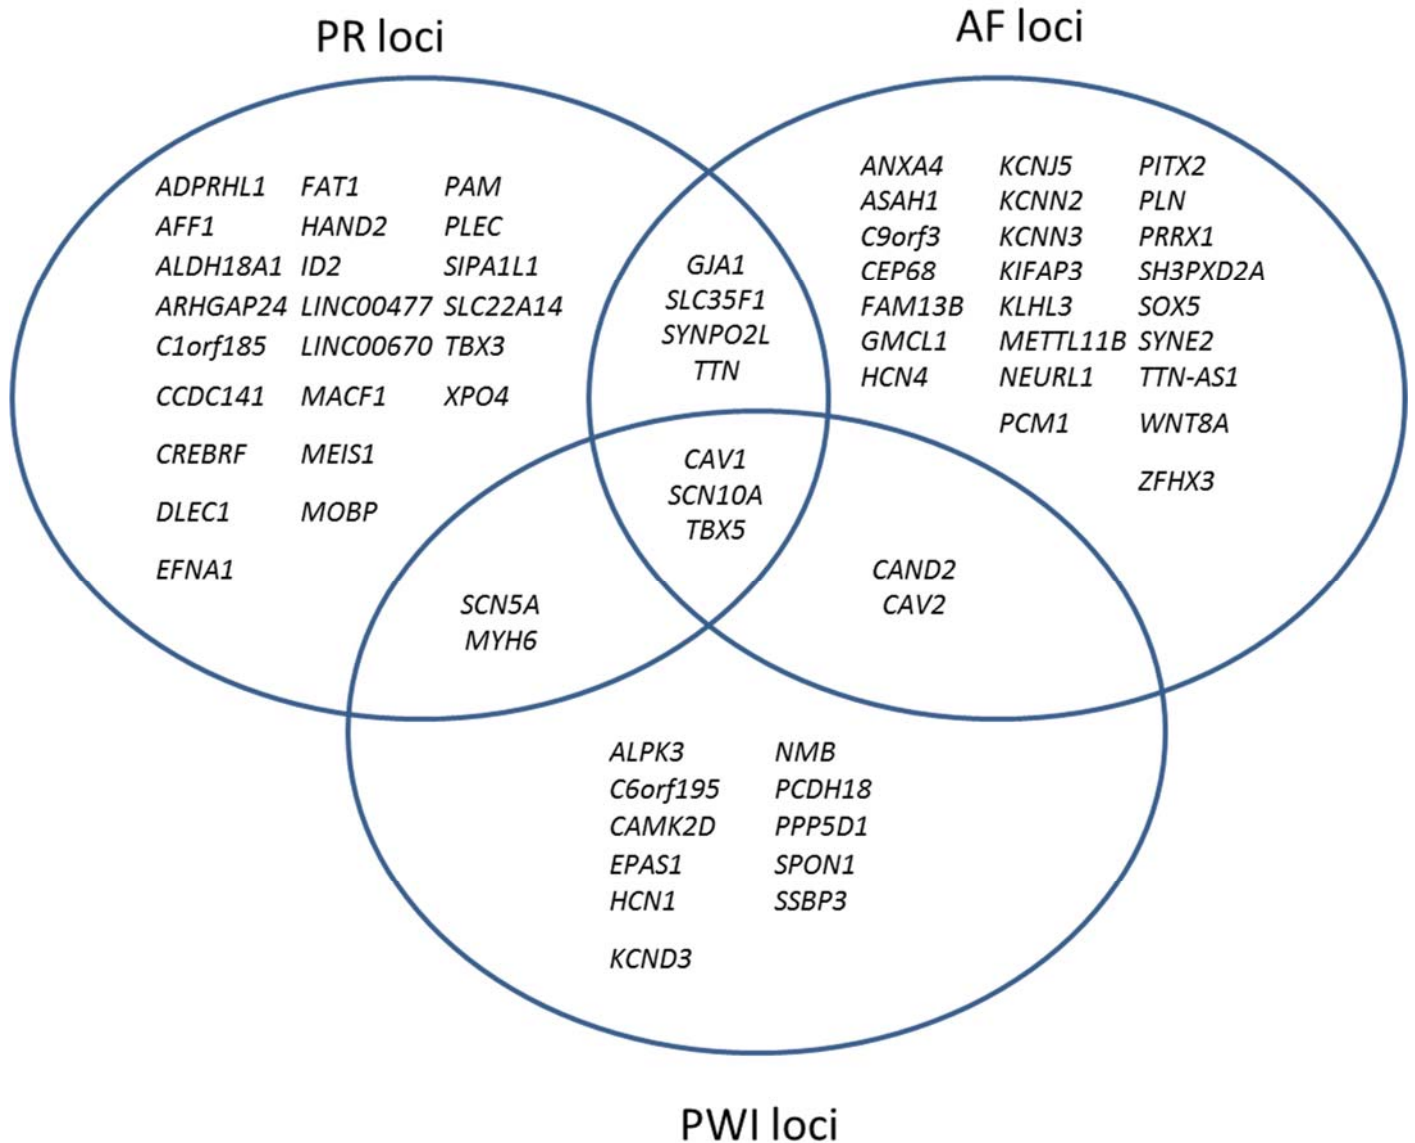 PR loci
AF loci
ADPRHL1 FAT1 PAM
AFF1 HAND2 PLEC
ALDH18A1 ID2 SIPA1L1
ARHGAP24 LINC00477 SLC22A14
C1orf185 LINC00670 TBX3
CCDC141 MACF1 XPO4
CREBRF MEIS1
DLEC1 MOBP
EFNA1
GJA1
SLC35F1
SYNPO2L
TTN
ANXA4 KCNJ5 PITX2
ASAH1 KCNN2 PLN
C9orf3 KCNN3 PRRX1
CEP68 KIFAP3 SH3PXD2A
FAM13B KLHL3 SOX5
GMCL1 METTL11B SYNE2
HCN4 NEURL1 TTN-AS1
PCM1 WNT8A
ZFHX3
CAV1
SCN10A
TBX5
SCN5A
MYH6
CAND2
CAV2
ALPK3 NMB
C6orf195 PCDH18
CAMK2D PPP5D1
EPAS1 SPON1
HCN1 SSBP3
KCND3
PWI loci